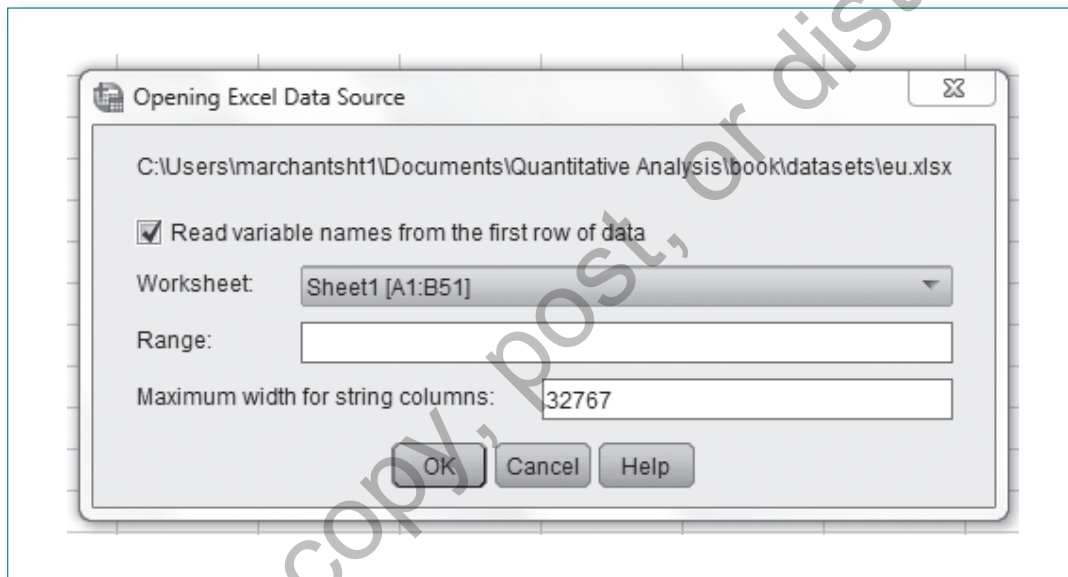 copy, post, or dist
Opening Excel Data Source
C:\Users\marchantsht1\Documents\Quantitative Analysis\book\datasets\eu.xlsx
Read variable names from the first row of data
Worksheet: Sheet1 [A1:B51]
Range:
Maximum width for string columns: 32767
OK Cancel Help